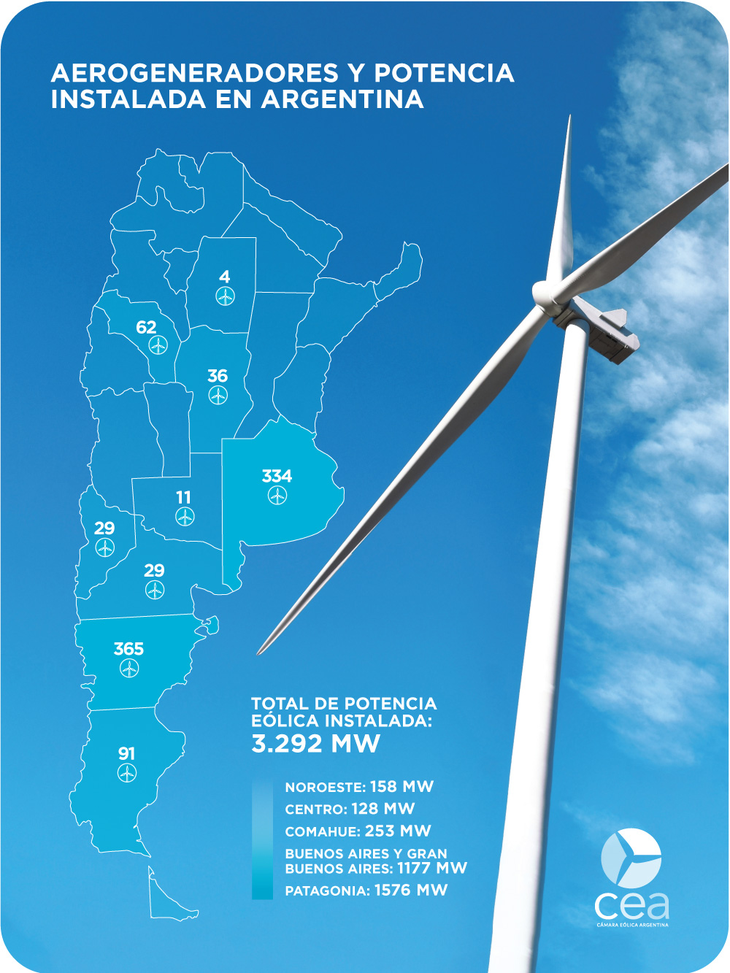 AEROGENERADORES Y POTENCIA
INSTALADA EN ARGENTINA
4
62
36
334
11
29
29
365
91
TOTAL DE POTENCIA
EÓLICA INSTALADA:
3.292 MW
NOROESTE: 158 MW
CENTRO: 128 MW
COMAHUE: 253 MW
BUENOS AIRES Y GRAN
BUENOS AIRES: 1177 MW
PATAGONIA: 1576 MW
cea
CÁMARA EÓLICA ARGENTINA